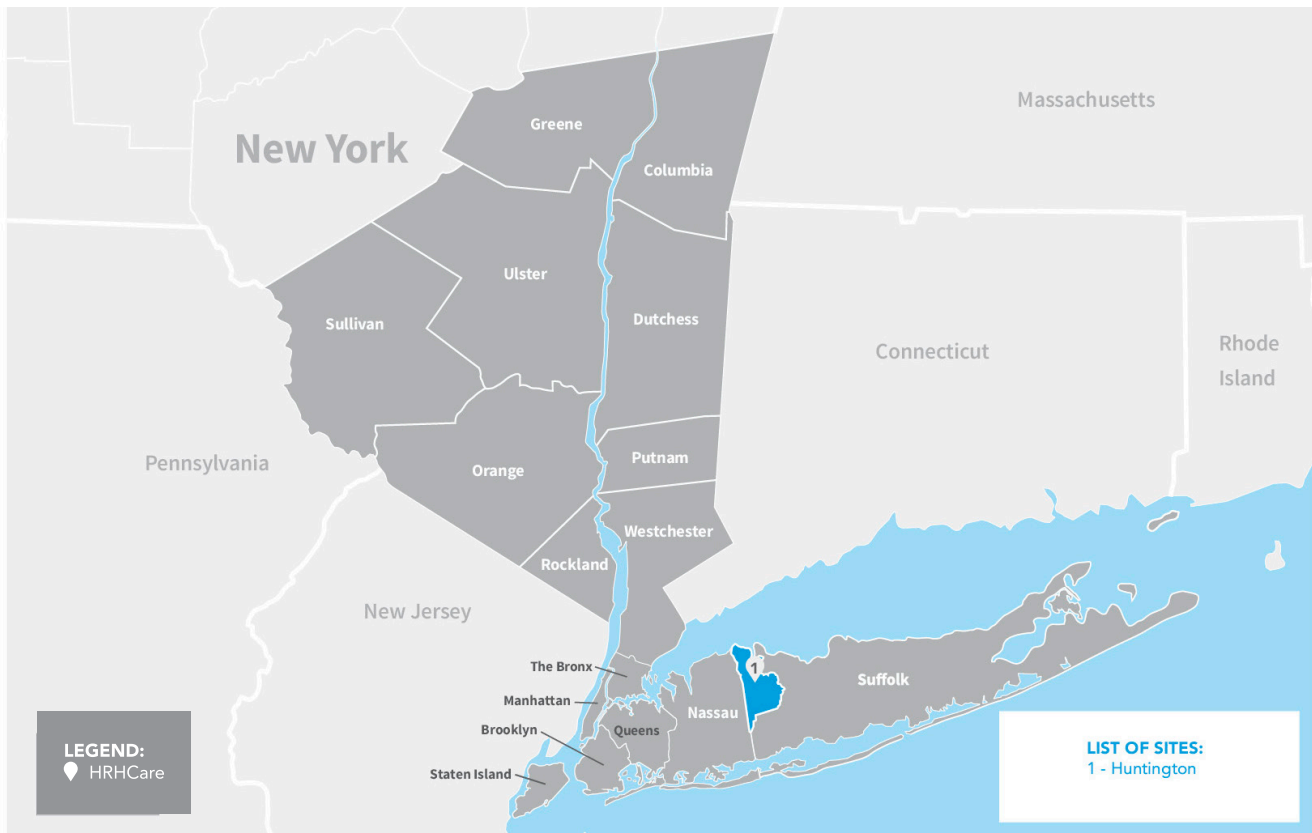 Massachusetts
Greene
New York
Columbia
Ulster
Sullivan
Dutchess
Connecticut
Rhode
Island
Pennsylvania
Orange
Putnam
Westchester
Rockland
New Jersey
The Bronx
1
Suffolk
Manhattan
Nassau
Brooklyn
Queens
Staten Island
LEGEND:
HRHCare
LIST OF SITES:
1 - Huntington